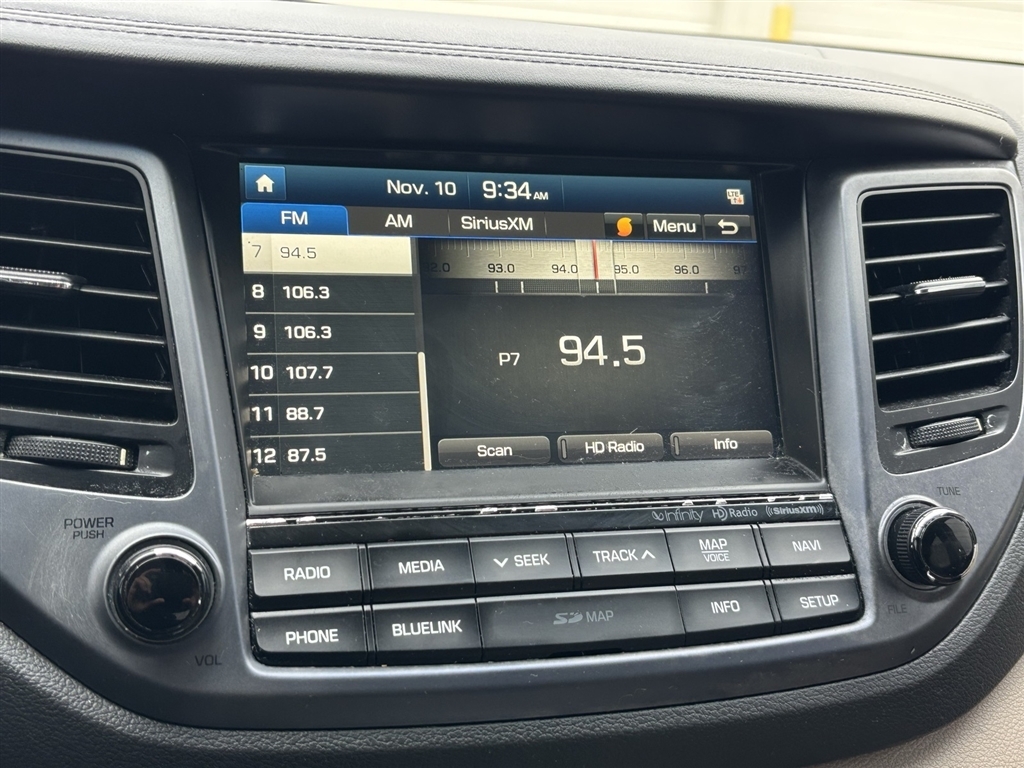 Nov. 10 9:34 AM LTE
FM AM SiriusXM Menu
7 94.5
93.0 94.0 95.0 96.0
8 106.3
9 106.3
P7 94.5
10 107.7
11 88.7
12 87.5
Scan HD Radio Info
Infinity HD Radio ((SiriusXM))
POWER
PUSH
TUNE
RADIO MEDIA SEEK TRACK MAP
VOICE NAVI
PHONE BLUELINK SD MAP INFO SETUP
VOL
FILE